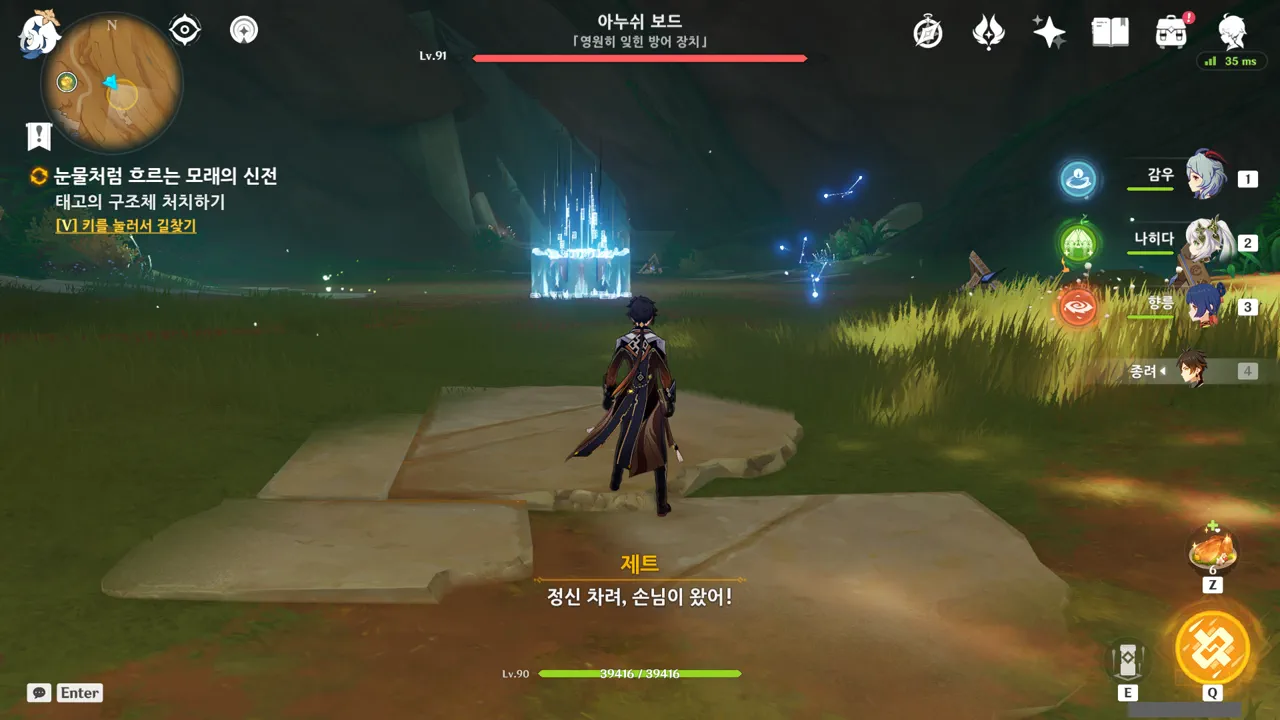 N
아누쉬 보드
「영원히 잊힌 방어 장치」
Lv.91
35 ms
눈물처럼 흐르는 모래의 신전
태고의 구조체 처치하기
[V] 키를 눌러서 길찾기
감우
1
나히다
2
향릉
3
종려
4
제트
정신 차려, 손님이 왔어!
6
Z
Lv.90
39416 / 39416
E
Q
Enter